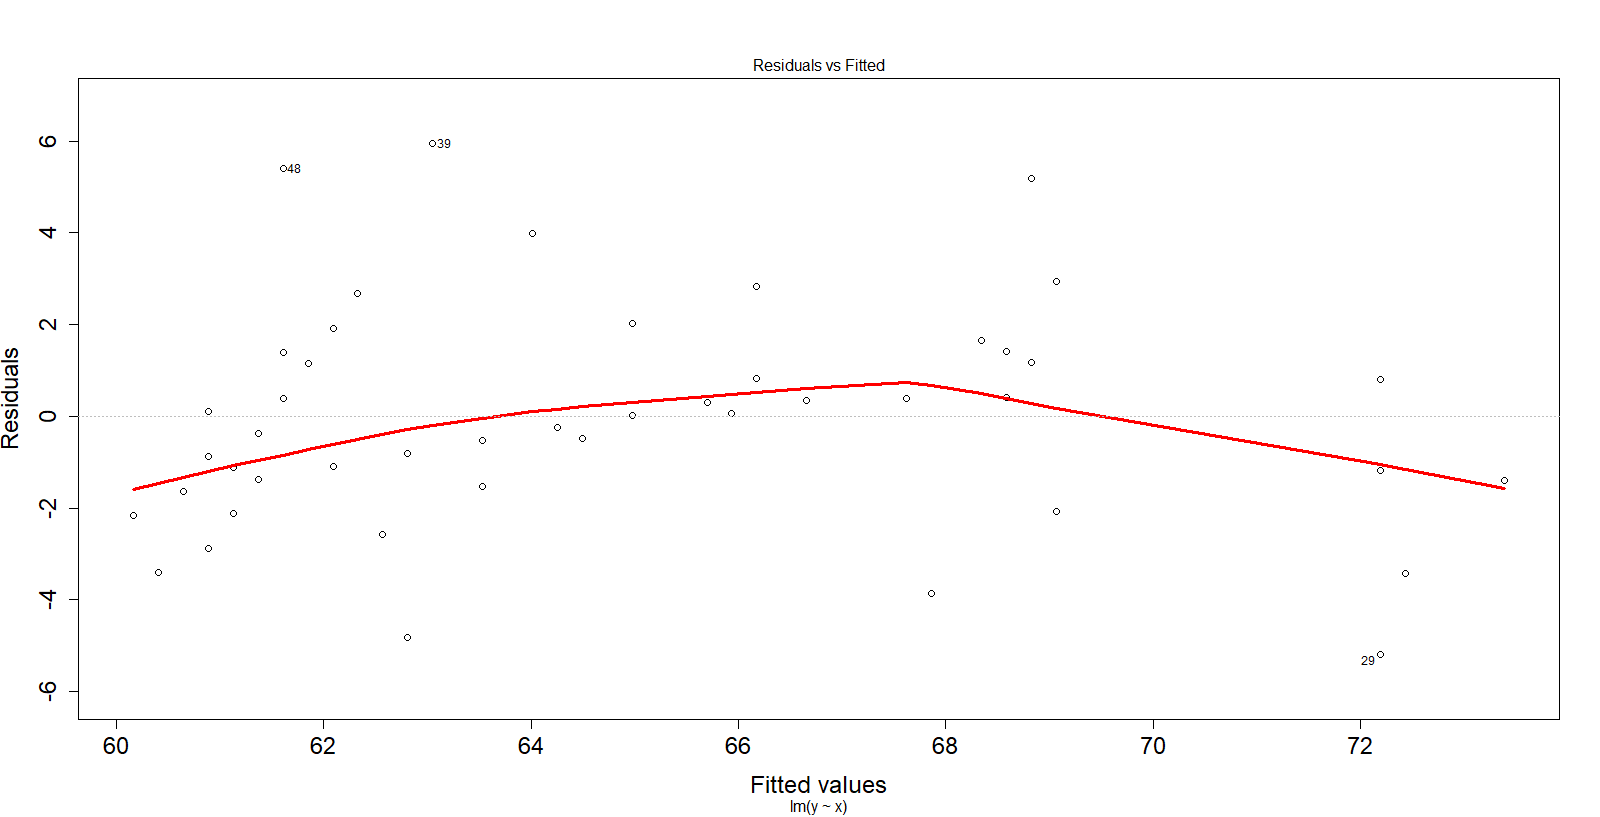 Residuals vs Fitted
6
4
2
0
-2
-4
-6
Residuals
48
39
29
60 62 64 66 68 70 72
Fitted values
lm(y ~ x)